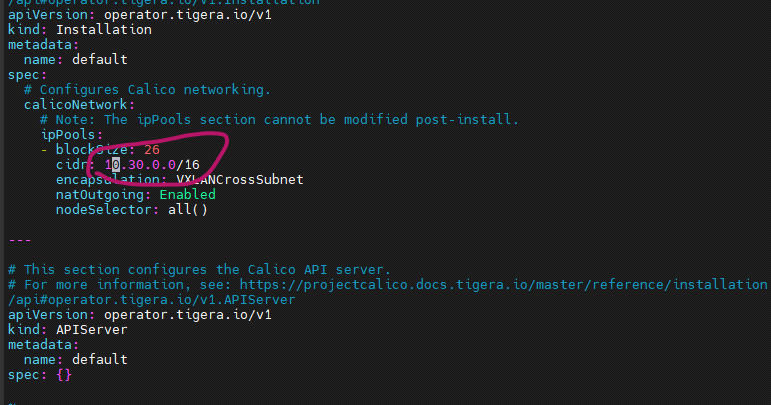 /api#operator.tigera.io/v1.Installation
apiVersion: operator.tigera.io/v1
kind: Installation
metadata:
  name: default
spec:
  # Configures Calico networking.
  calicoNetwork:
    # Note: The ipPools section cannot be modified post-install.
    ipPools:
    - blockSize: 26
      cidr: 10.30.0.0/16
      encapsulation: VXLANCrossSubnet
      natOutgoing: Enabled
      nodeSelector: all()
---
# This section configures the Calico API server.
# For more information, see: https://projectcalico.docs.tigera.io/master/reference/installation
/api#operator.tigera.io/v1.APIServer
apiVersion: operator.tigera.io/v1
kind: APIServer
metadata:
  name: default
spec: {}